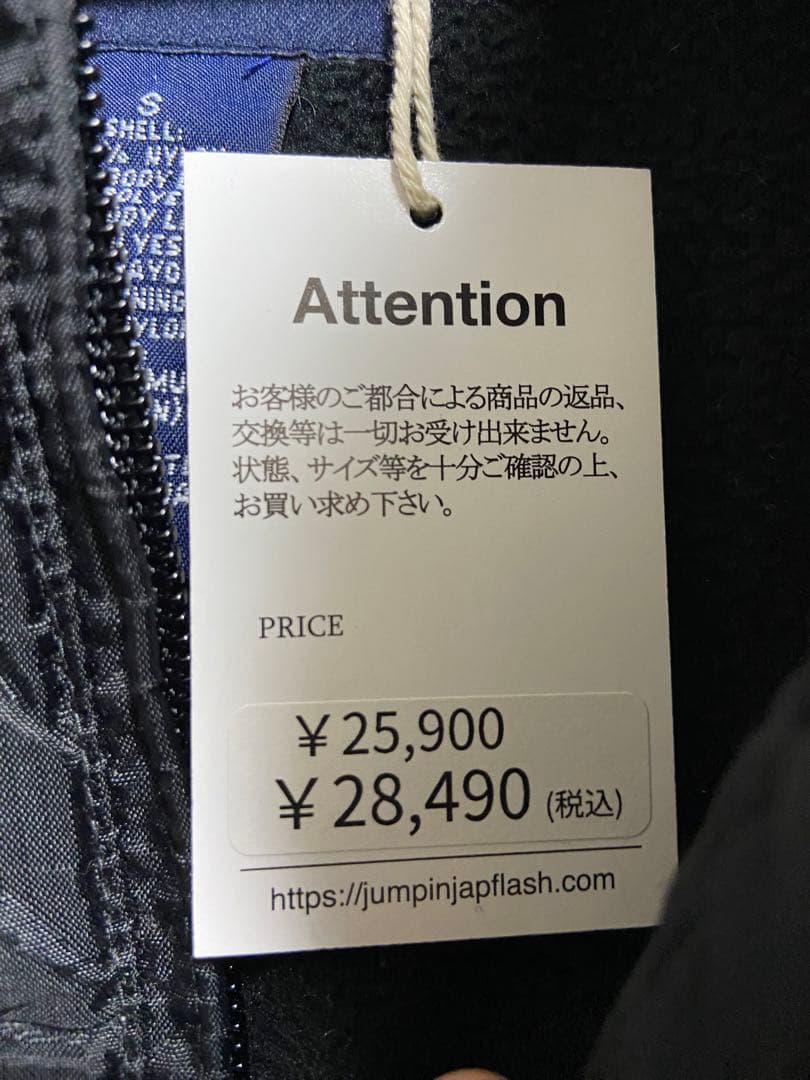 S
SHELL:
Attention
お客様のご都合による商品の返品、
交換等は一切お受け出来ません。
状態、サイズ等を十分ご確認の上、
お買い求め下さい。
PRICE
￥25,900
￥28,490 (税込)
https://jumpinjapflash.com